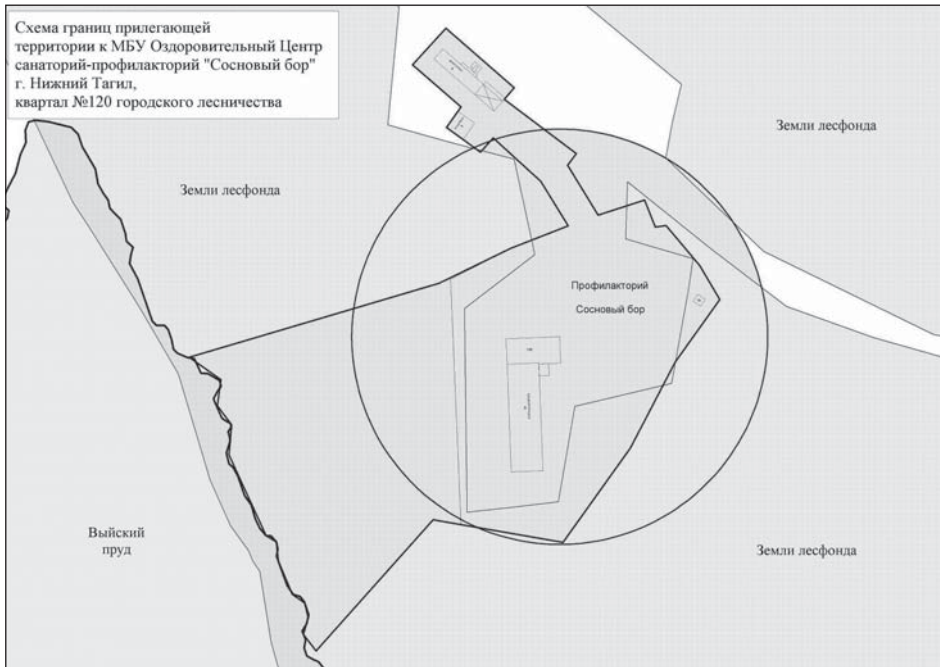 Схема границ прилегающей
территории к МБУ Оздоровительный Центр
санаторий-профилакторий "Сосновый бор"
г. Нижний Тагил,
квартал №120 городского лесничества
Земли лесфонда
Земли лесфонда
Профилакторий
Сосновый бор
Выйский
пруд
Земли лесфонда